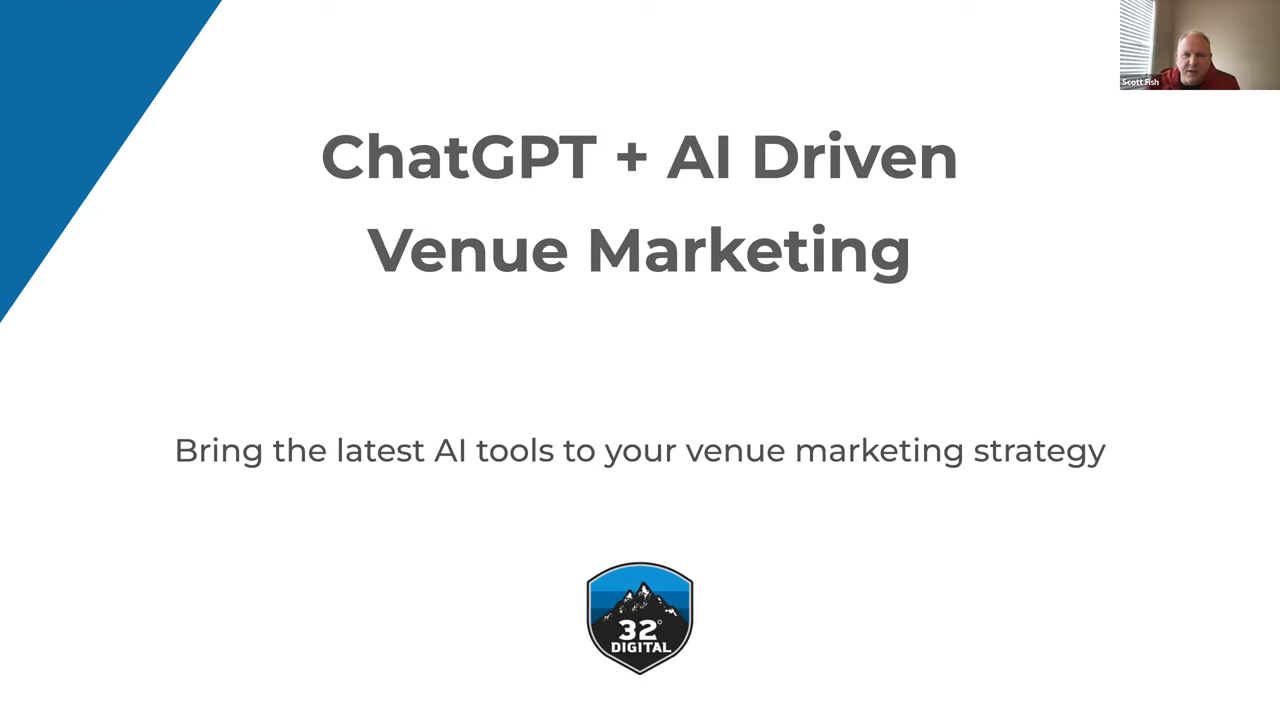 Scott Fish
ChatGPT + AI Driven
Venue Marketing
Bring the latest AI tools to your venue marketing strategy
32°
DIGITAL